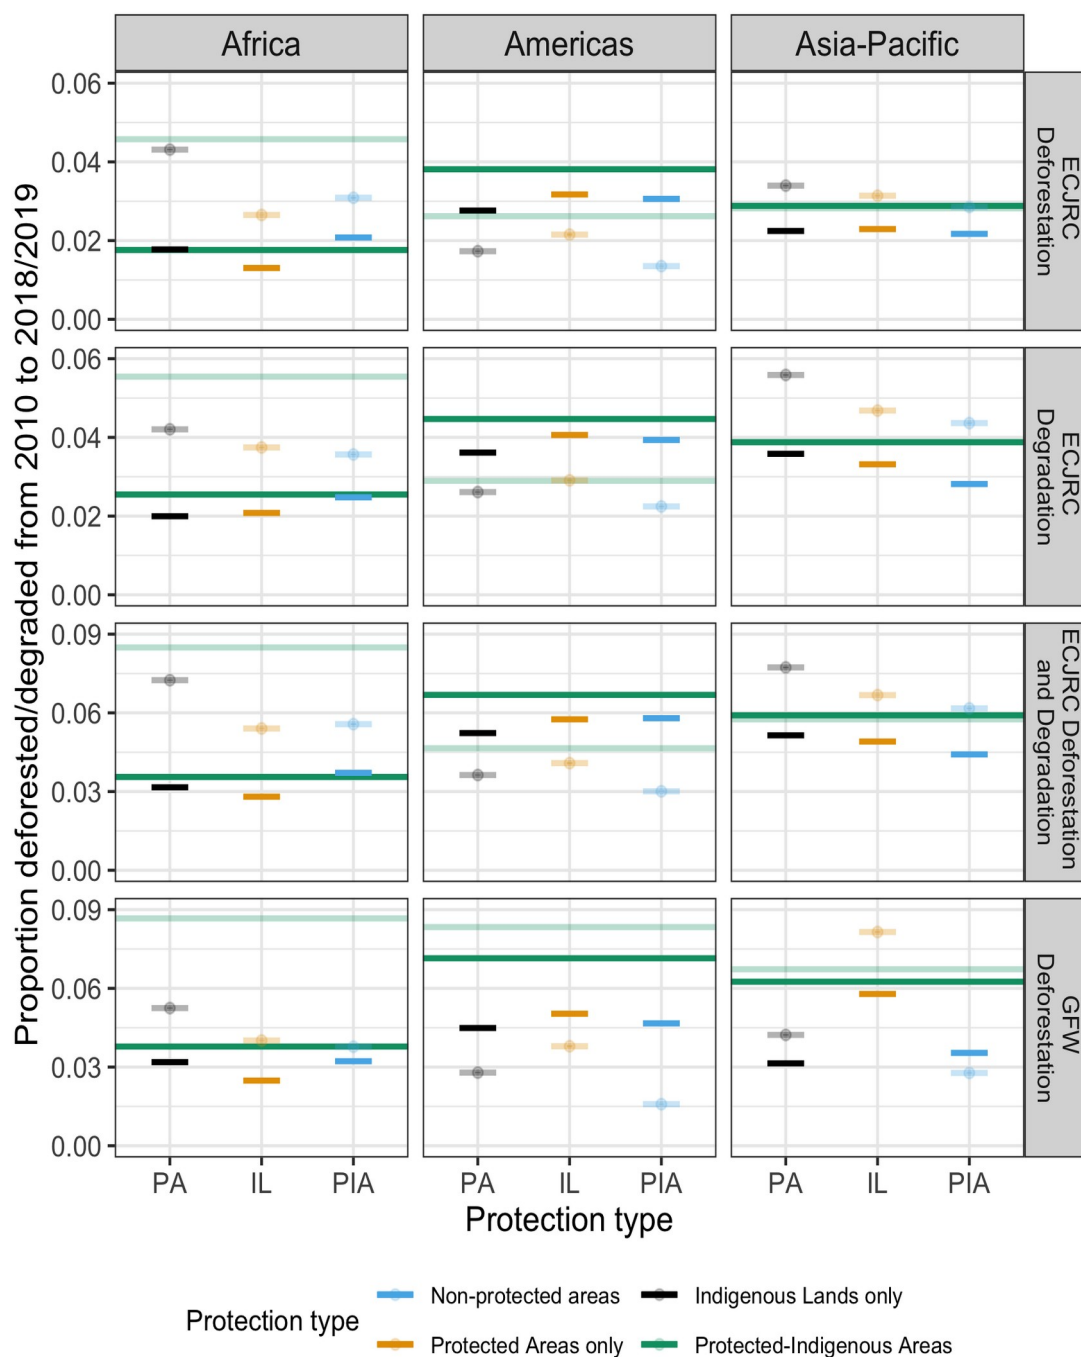 Africa
Americas
Asia-Pacific
Proportion deforested/degraded from 2010 to 2018/2019
0.06
0.04
0.02
0.00
ECJRC
Deforestation
0.06
0.04
0.02
0.00
ECJRC
Degradation
0.09
0.06
0.03
0.00
ECJRC Deforestation
and Degradation
0.09
0.06
0.03
0.00
GFW
Deforestation
PA IL PIA
PA IL PIA
PA IL PIA
Protection type
Protection type
Non-protected areas
Indigenous Lands only
Protected Areas only
Protected-Indigenous Areas